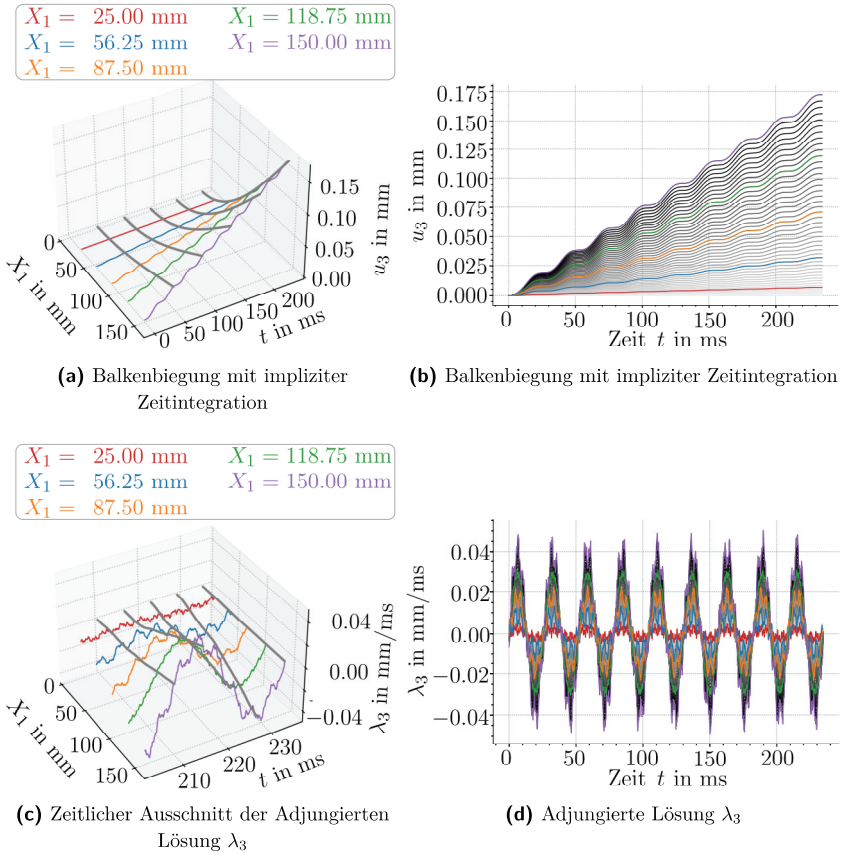 X₁ = 25.00 mm X₁ = 118.75 mm
X₁ = 56.25 mm X₁ = 150.00 mm
X₁ = 87.50 mm
0.15
0.10
0.05
0.00
u₃ in mm
0
50
100
150
X₁ in mm
0 50 100 150 200
t in ms
0.175
0.150
0.125
0.100
0.075
0.050
0.025
0.000
u₃ in mm
0 50 100 150 200
Zeit t in ms
(a) Balkenbiegung mit impliziter
Zeitintegration
(b) Balkenbiegung mit impliziter Zeitintegration
X₁ = 25.00 mm X₁ = 118.75 mm
X₁ = 56.25 mm X₁ = 150.00 mm
X₁ = 87.50 mm
0.04
0.00
−0.04
λ₃ in mm/ms
0
50
100
150
X₁ in mm
210 220 230
t in ms
0.04
0.02
0.00
−0.02
−0.04
λ₃ in mm/ms
0 50 100 150 200
Zeit t in ms
(c) Zeitlicher Ausschnitt der Adjungierten
Lösung λ₃
(d) Adjungierte Lösung λ₃